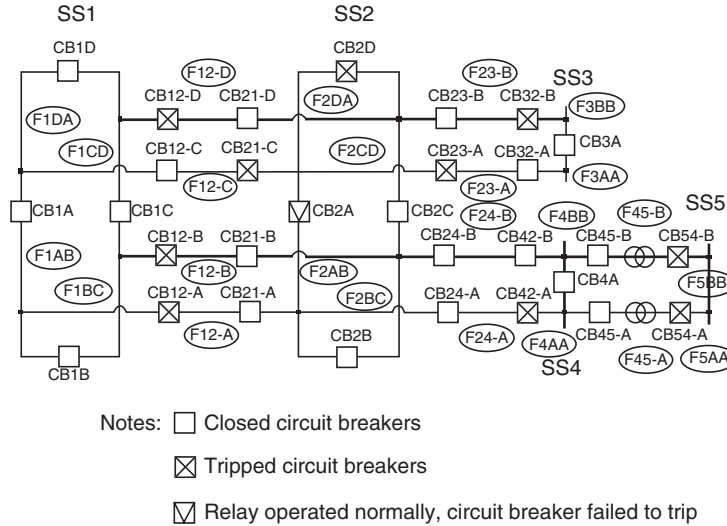 SS1
SS2
CB1D
CB2D
F12-D
F23-B
SS3
CB12-D
CB21-D
F2DA
CB23-B
CB32-B
F3BB
F1DA
F1CD
CB12-C
CB21-C
F2CD
CB23-A
CB32-A
CB3A
F12-C
F23-A
F3AA
CB1A
CB1C
CB2A
CB2C
F24-B
F4BB
F45-B
SS5
CB12-B
CB21-B
CB24-B
CB42-B
CB45-B
CB54-B
F1AB
F12-B
F2AB
CB4A
F5BB
F1BC
CB12-A
CB21-A
F2BC
CB24-A
CB42-A
F12-A
F24-A
F4AA
CB45-A
CB54-A
CB1B
CB2B
SS4
F45-A
F5AA
Notes:
Closed circuit breakers
Tripped circuit breakers
Relay operated normally, circuit breaker failed to trip